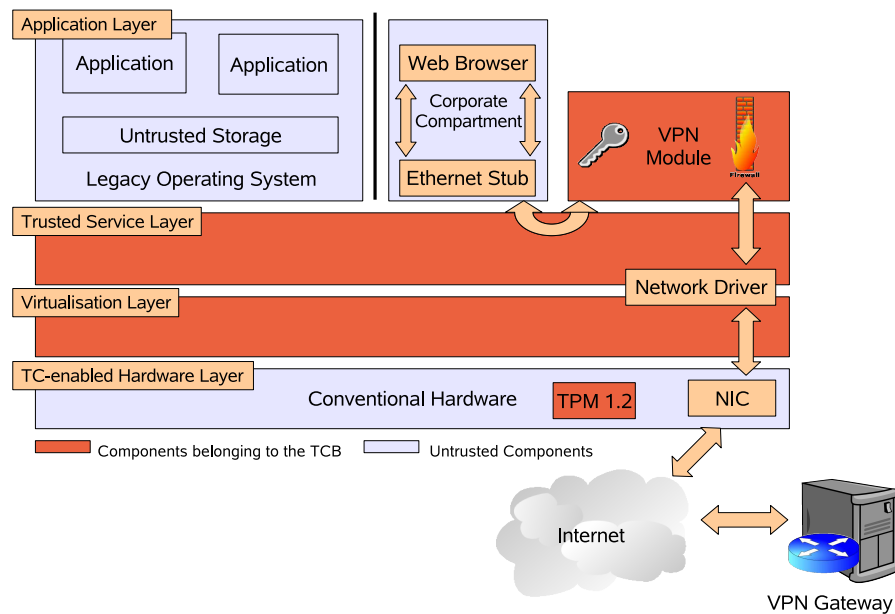 Application Layer
Application
Application
Untrusted Storage
Legacy Operating System
Web Browser
Corporate
Compartment
Ethernet Stub
VPN
Module
Firewall
Trusted Service Layer
Network Driver
Virtualisation Layer
TC-enabled Hardware Layer
Conventional Hardware
TPM 1.2
NIC
Components belonging to the TCB
Untrusted Components
Internet
VPN Gateway